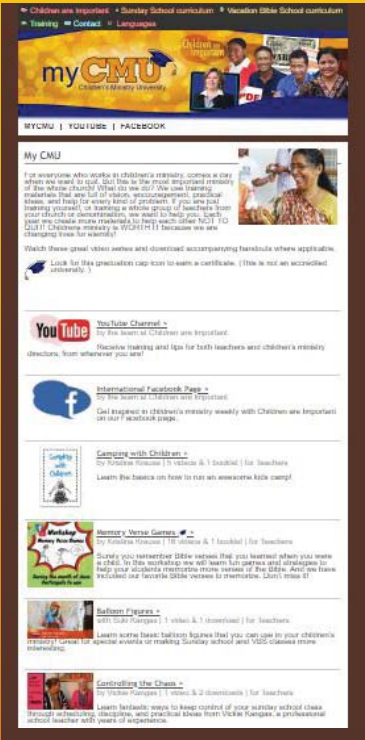 Children are Important • Sunday School curriculum • Vacation Bible School curriculum
Training Contact Languages
Children are
Important
myCMU
Children's Ministry University
MYCMU | YOUTUBE | FACEBOOK
My CMU
For everyone who works in children's ministry, comes a day
when we want to quit. But this is the most important ministry
of the whole church! What do we do? We use training
materials that are full of vision, encouragement, practical
ideas, and help for every kind of problem. If you are just
training yourself, or training a whole group of teachers from
your church or denomination, we want to help you. Each
year we create more materials to help each other NOT TO
QUIT! Childrens ministry is WORTH IT because we are
changing lives for eternity!
Watch these great video series and download accompanying handouts where applicable.
Look for this graduation cap icon to earn a certificate. (This is not an accredited
university. )
YouTube
YouTube Channel »
by the team at Children are Important
Receive training and tips for both teachers and children's ministry
directors, from wherever you are!
f
International Facebook Page »
by the team at Children are Important
Get inspired in children's ministry weekly with Children are Important
on our Facebook page.
Camping
with
Children
Camping with Children »
by Kristina Krauss | 5 videos & 1 booklet | for Teachers
Learn the basics on how to run an awesome kids camp!
Workshop
Memory Verse Games
Memory Verse Games »
by Kristina Krauss | 18 videos & 1 booklet | for Teachers
Surely you remember Bible verses that you learned when you were
a child. In this workshop we will learn fun games and strategies to
help your students memorize more verses of the Bible. And we have
included our favorite Bible verses to memorize. Don't miss it!
Balloon Figures »
with Suki Kangas | 1 video & 1 download | for Teachers
Learn some basic balloon figures that you can use in your children's
ministry! Great for special events or making Sunday school and VBS classes more
interesting.
Controlling the Chaos »
by Vickie Kangas | 1 video & 2 downloads | for Teachers
Learn fantastic ways to keep control of your sunday school class
through scheduling, discipline, and practical ideas from Vickie Kangas, a professional
school teacher with years of experience.